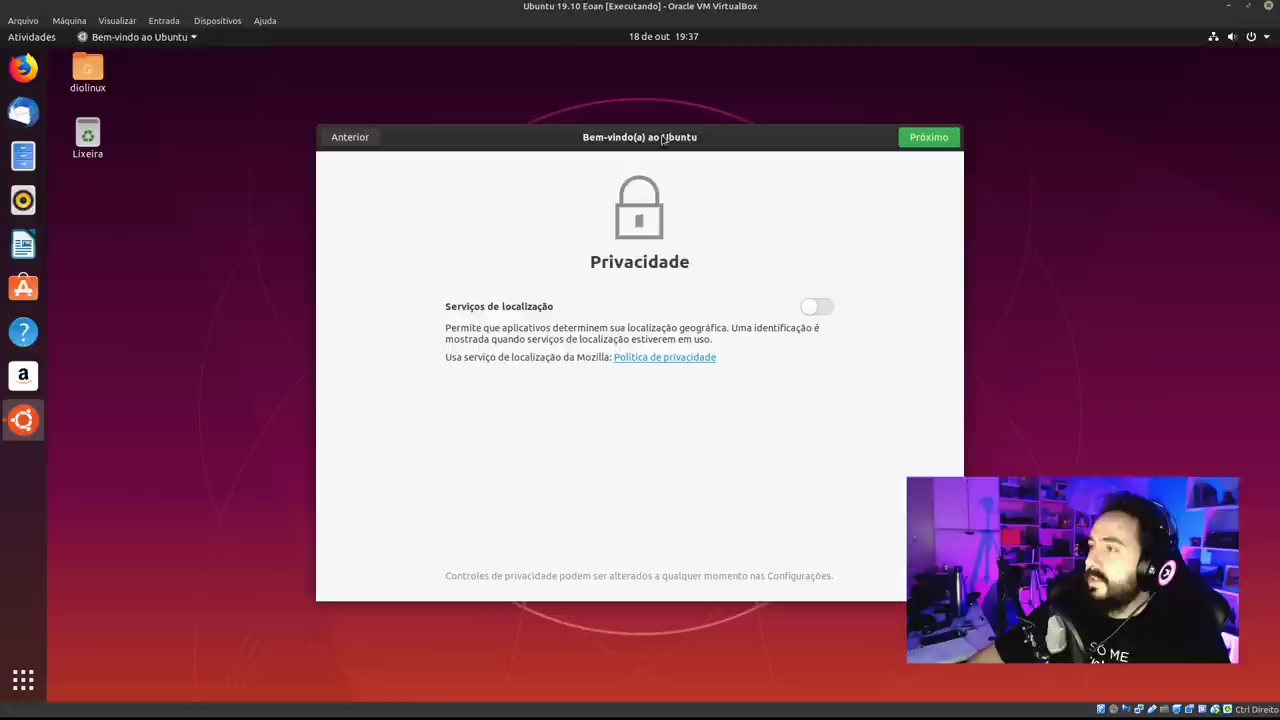 Ubuntu 19.10 Eoan [Executando] - Oracle VM VirtualBox
Arquivo Máquina Visualizar Entrada Dispositivos Ajuda
Atividades Bem-vindo ao Ubuntu 18 de out 19:37
diolinux
Lixeira
Anterior Bem-vindo(a) ao Ubuntu Próximo
Privacidade
Serviços de localização
Permite que aplicativos determinem sua localização geográfica. Uma identificação é
mostrada quando serviços de localização estiverem em uso.
Usa serviço de localização da Mozilla: Política de privacidade
Controles de privacidade podem ser alterados a qualquer momento nas Configurações.
a
SÓ ME
Ctrl Direito